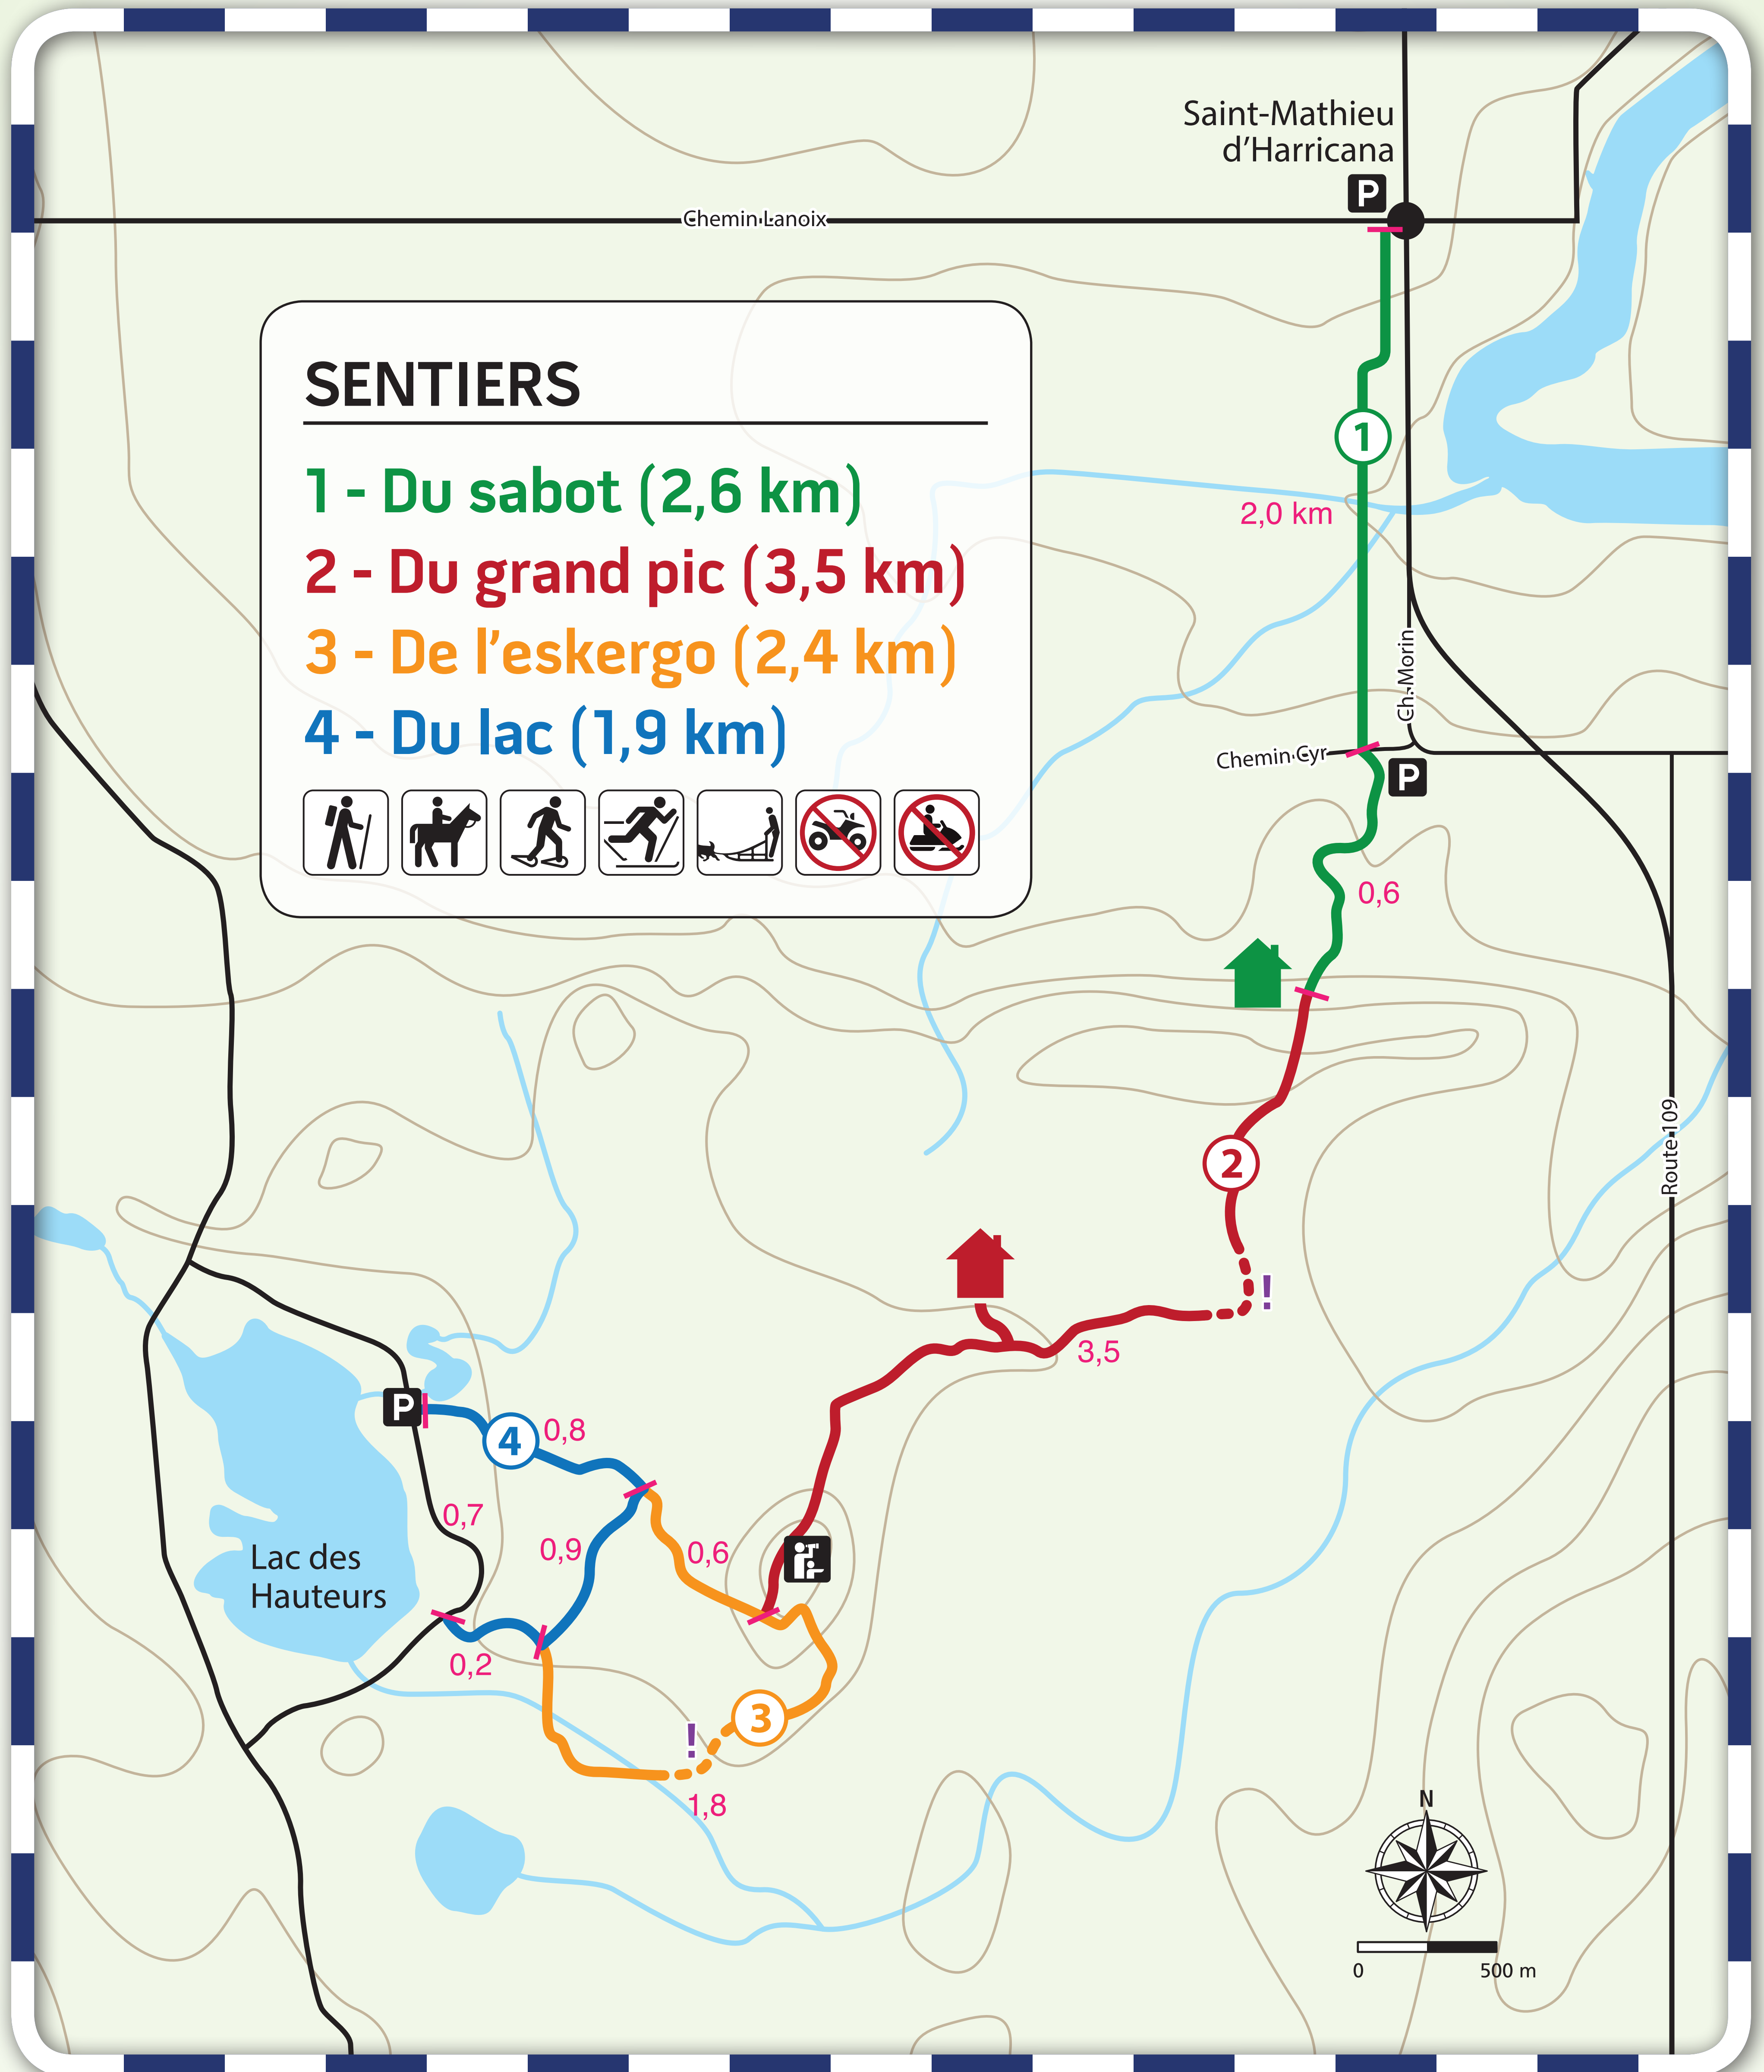 Saint-Mathieu
d'Harricana
P
Chemin Lanoix
SENTIERS
1 - Du sabot (2,6 km)
2 - Du grand pic (3,5 km)
3 - De l'eskergo (2,4 km)
4 - Du lac (1,9 km)
1
2,0 km
Ch. Morin
Chemin Cyr
P
0,6
Route 109
2
!
3,5
P
4
0,8
0,7
0,9
0,6
Lac des
Hauteurs
0,2
3
!
1,8
N
0
500 m